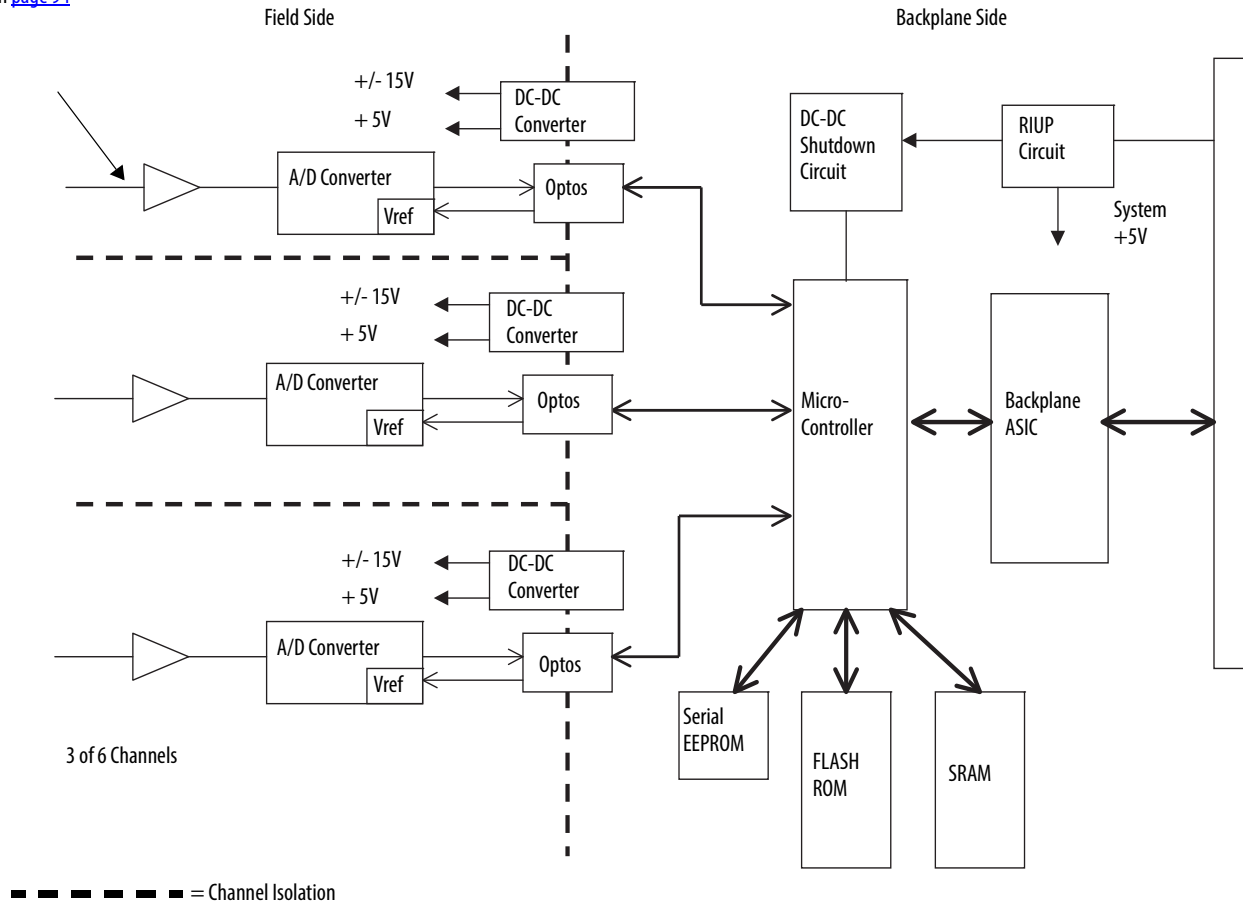 Field Side
Backplane Side
+/- 15V
+ 5V
DC-DC
Converter
DC-DC
Shutdown
Circuit
RIUP
Circuit
System
+5V
A/D Converter
Vref
Optos
+/- 15V
+ 5V
DC-DC
Converter
A/D Converter
Vref
Optos
Micro-
Controller
Backplane
ASIC
+/- 15V
+ 5V
DC-DC
Converter
A/D Converter
Vref
Optos
Serial
EEPROM
FLASH
ROM
SRAM
3 of 6 Channels
= Channel Isolation